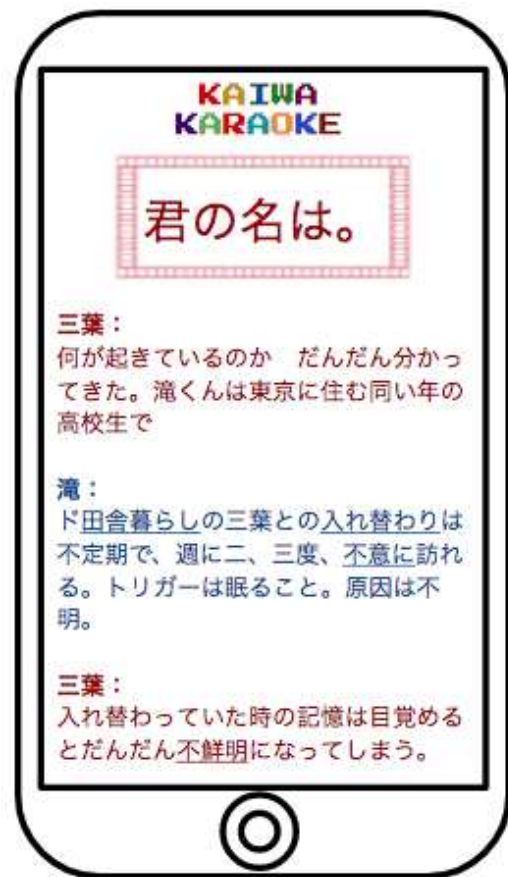 KAIWA
KARAOKE
君の名は。
三葉：
何が起きているのか　だんだん分かっ
てきた。滝くんは東京に住む同い年の
高校生で
滝：
ド田舎暮らしの三葉との入れ替わりは
不定期で、週に二、三度、不意に訪れ
る。トリガーは眠ること。原因は不
明。
三葉：
入れ替わっていた時の記憶は目覚める
とだんだん不鮮明になってしまう。